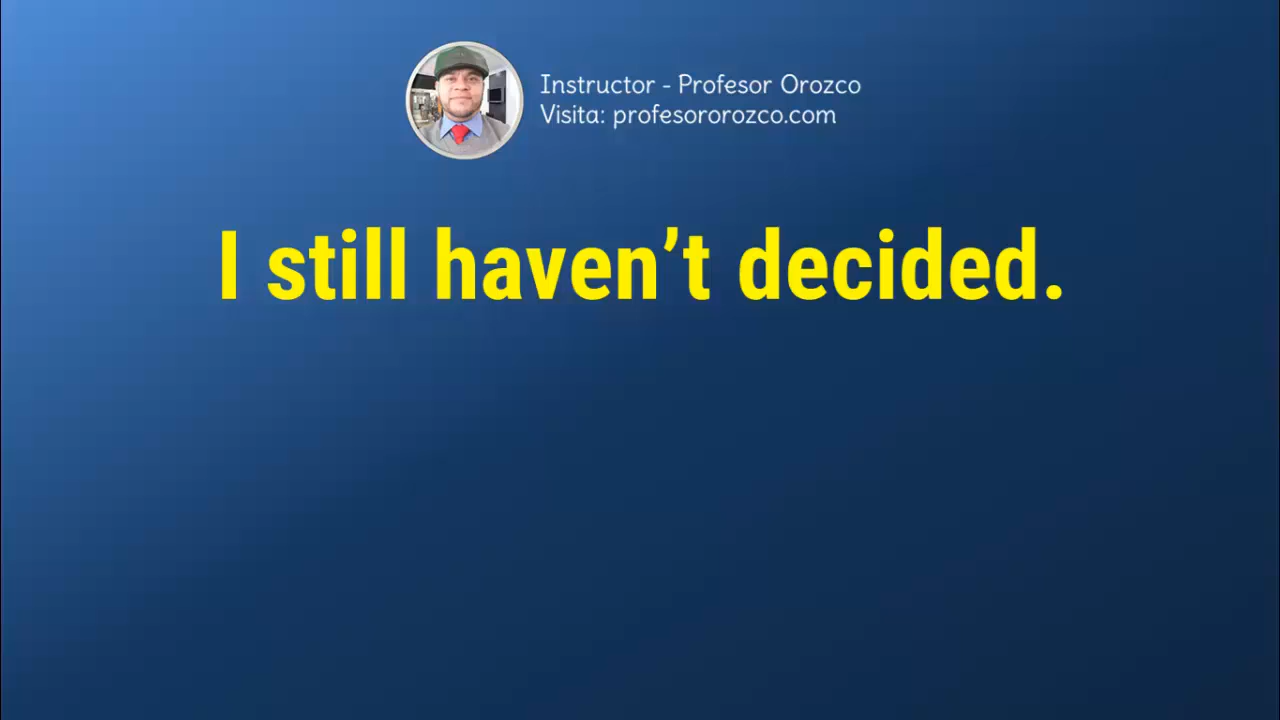 Instructor - Profesor Orozco
Visita: profesororozco.com
I still haven’t decided.